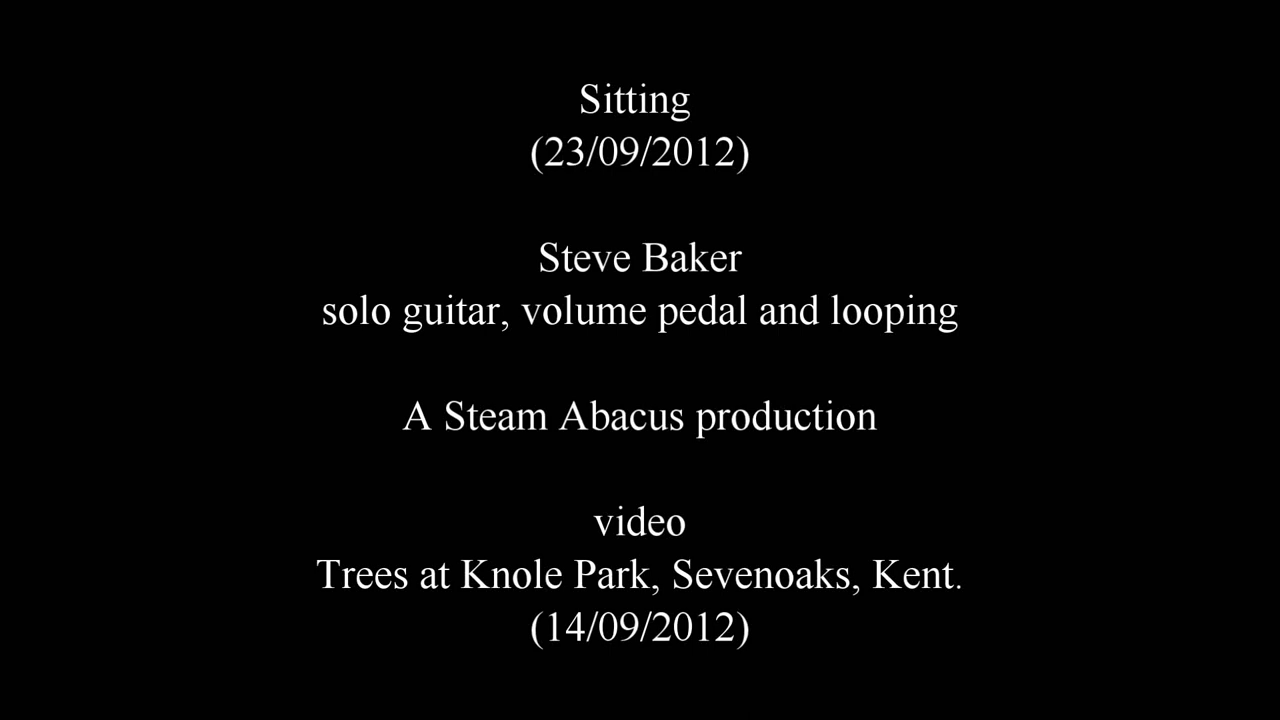 Sitting
(23/09/2012)
Steve Baker
solo guitar, volume pedal and looping
A Steam Abacus production
video
Trees at Knole Park, Sevenoaks, Kent.
(14/09/2012)